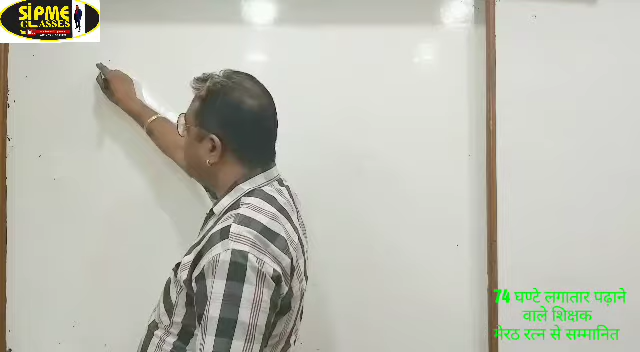 SiPME
CLASSES
74 घण्टे लगातार पढ़ाने
वाले शिक्षक
मेरठ रत्न से सम्मानित